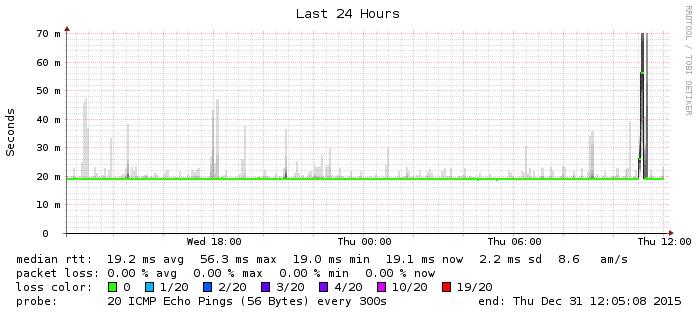 Last 24 Hours
RRDTOOL / TOBI OETIKER
Seconds
70 m
60 m
50 m
40 m
30 m
20 m
10 m
0
Wed 18:00 Thu 00:00 Thu 06:00 Thu 12:00
median rtt: 19.2 ms avg 56.3 ms max 19.0 ms min 19.1 ms now 2.2 ms sd 8.6 am/s
packet loss: 0.00 % avg 0.00 % max 0.00 % min 0.00 % now
loss color: 0 1/20 2/20 3/20 4/20 10/20 19/20
probe: 20 ICMP Echo Pings (56 Bytes) every 300s end: Thu Dec 31 12:05:08 2015